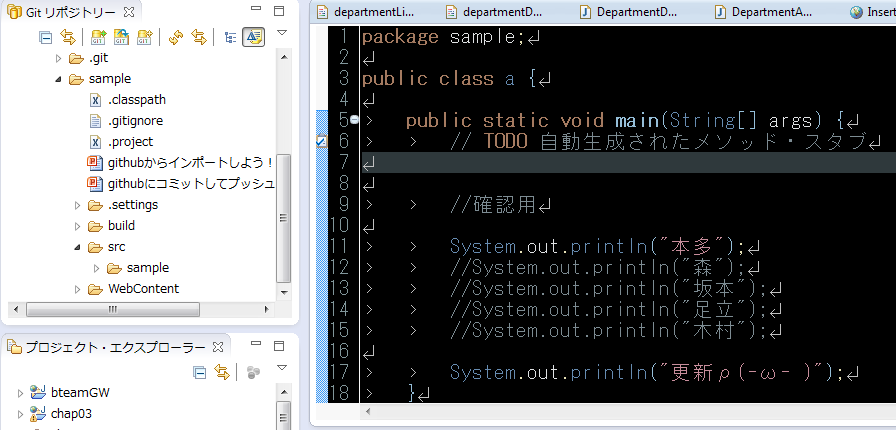 Git リポジトリー
.git
sample
.classpath
.gitignore
.project
githubからインポートしよう！
githubにコミットしてプッシュ
.settings
build
src
sample
WebContent
プロジェクト・エクスプローラー
bteamGW
chap03
departmentLi...
departmentD...
DepartmentD...
DepartmentA...
Insert
1 package sample;↲
2 ↲
3 public class a {↲
4 ↲
5 > public static void main(String[] args) {↲
6 > > // TODO 自動生成されたメソッド・スタブ↲
7 ↲
8 ↲
9 > > //確認用↲
10 ↲
11 > > System.out.println("本多");↲
12 > > //System.out.println("森");↲
13 > > //System.out.println("坂本");↲
14 > > //System.out.println("足立");↲
15 > > //System.out.println("木村");↲
16 ↲
17 > > System.out.println("更新ρ(-ω- )");↲
18 > }↲